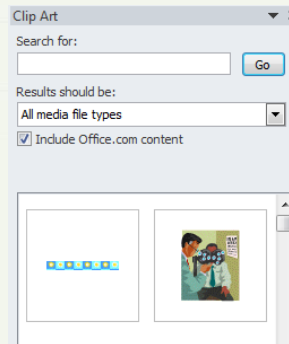 Clip Art
Search for:
Go
Results should be:
All media file types
Include Office.com content